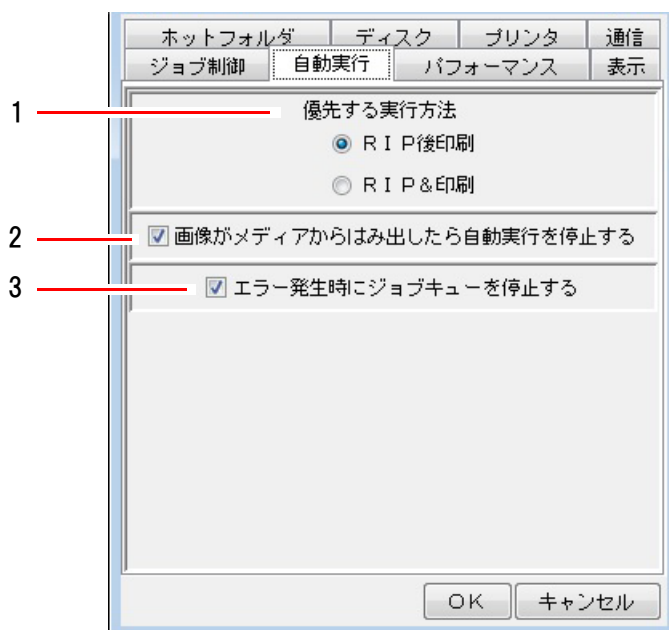 ホットフォルダ ディスク プリンタ 通信
ジョブ制御 自動実行 パフォーマンス 表示
1 優先する実行方法
RIP後印刷
RIP&印刷
2 画像がメディアからはみ出したら自動実行を停止する
3 エラー発生時にジョブキューを停止する
OK キャンセル